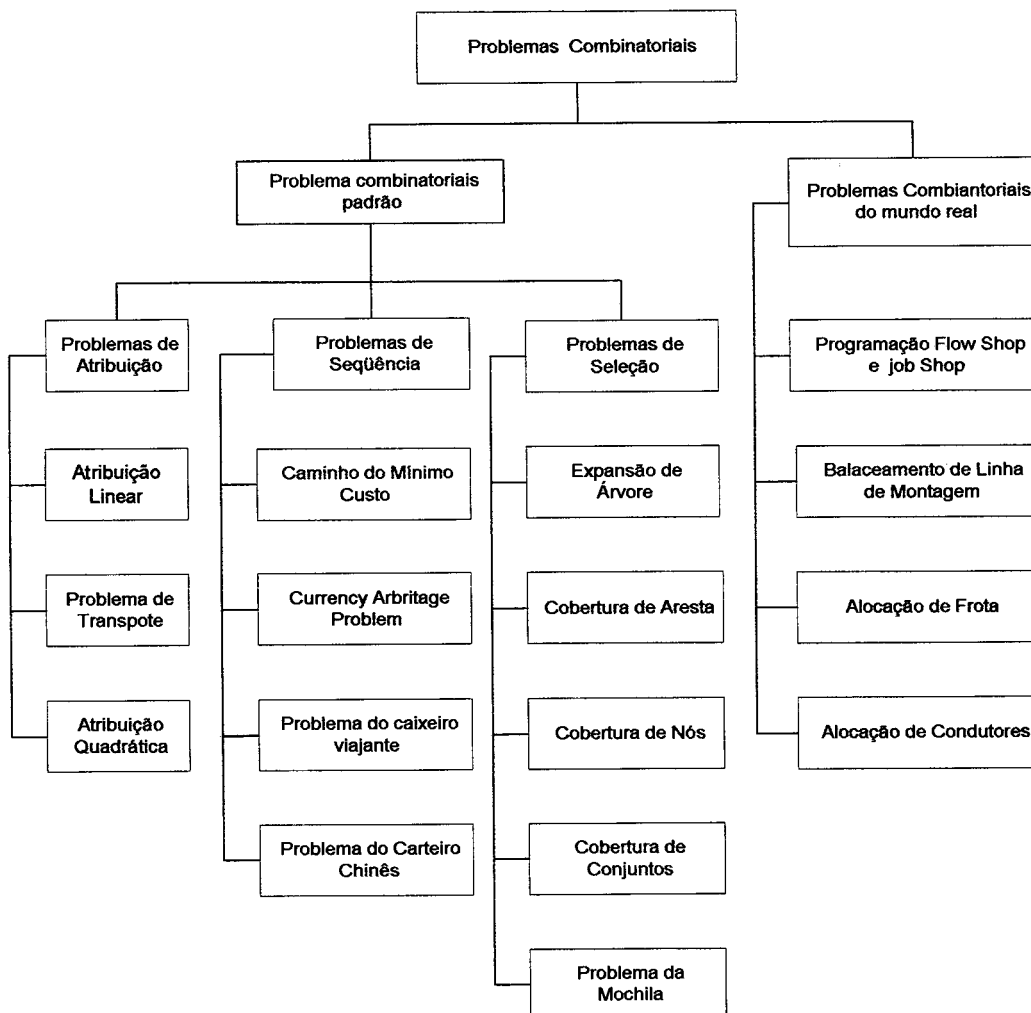 Problemas Combinatoriais
Problema combinatoriais
padrão
Problemas Combiantoriais
do mundo real
Problemas de
Atribuição
Problemas de
Seqüência
Problemas de
Seleção
Programação Flow Shop
e job Shop
Atribuição
Linear
Caminho do Mínimo
Custo
Expansão de
Árvore
Balaceamento de Linha
de Montagem
Problema de
Transpote
Currency Arbritage
Problem
Cobertura de Aresta
Alocação de Frota
Atribuição
Quadrática
Problema do caixeiro
viajante
Cobertura de Nós
Alocação de Condutores
Problema do Carteiro
Chinês
Cobertura de
Conjuntos
Problema da
Mochila